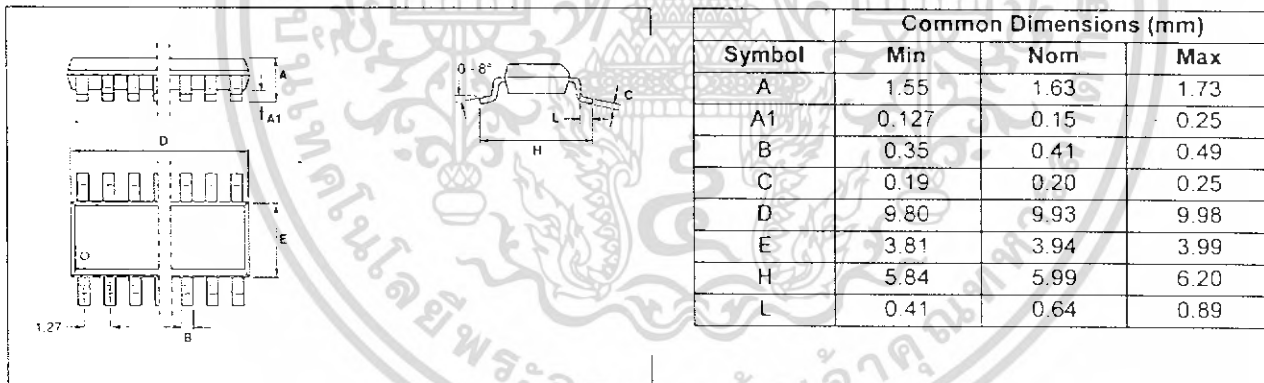 A
A1
D
E
1.27
B
0 - 8°
C
L
H
Common Dimensions (mm)
Symbol Min Nom Max
A 1.55 1.63 1.73
A1 0.127 0.15 0.25
B 0.35 0.41 0.49
C 0.19 0.20 0.25
D 9.80 9.93 9.98
E 3.81 3.94 3.99
H 5.84 5.99 6.20
L 0.41 0.64 0.89